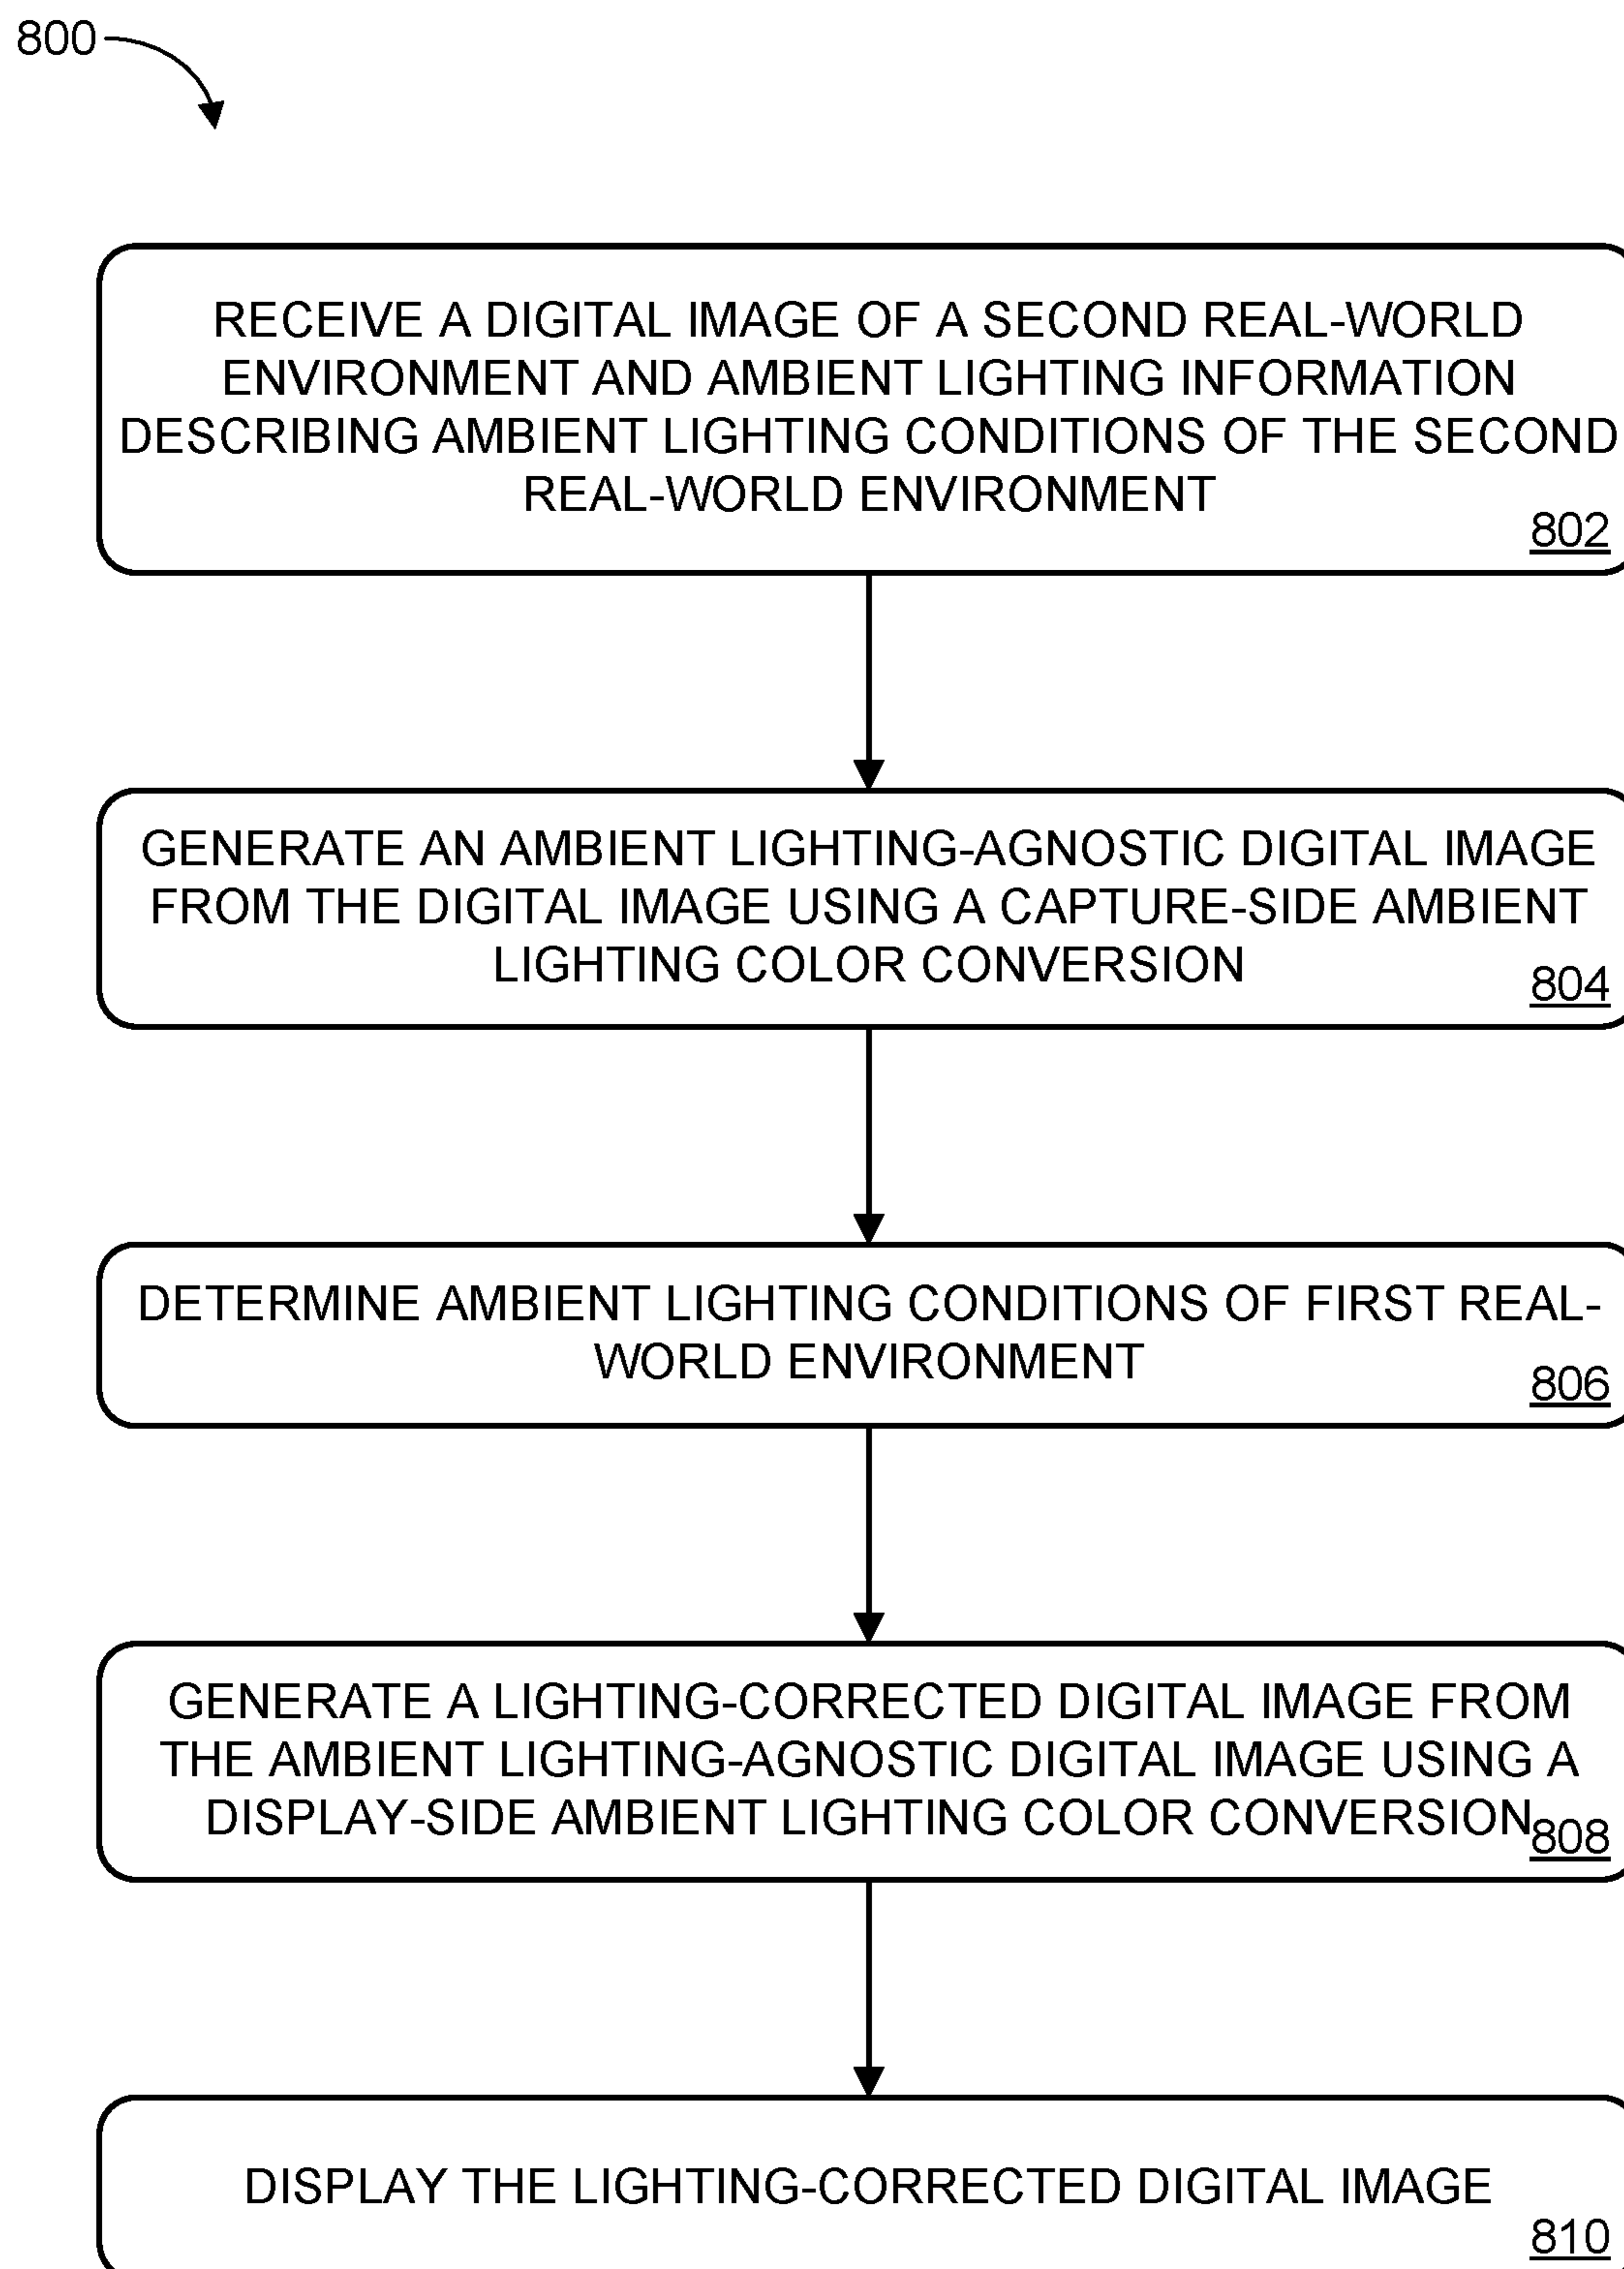 800
RECEIVE A DIGITAL IMAGE OF A SECOND REAL-WORLD
ENVIRONMENT AND AMBIENT LIGHTING INFORMATION
DESCRIBING AMBIENT LIGHTING CONDITIONS OF THE SECOND
REAL-WORLD ENVIRONMENT
802
GENERATE AN AMBIENT LIGHTING-AGNOSTIC DIGITAL IMAGE
FROM THE DIGITAL IMAGE USING A CAPTURE-SIDE AMBIENT
LIGHTING COLOR CONVERSION
804
DETERMINE AMBIENT LIGHTING CONDITIONS OF FIRST REAL-
WORLD ENVIRONMENT
806
GENERATE A LIGHTING-CORRECTED DIGITAL IMAGE FROM
THE AMBIENT LIGHTING-AGNOSTIC DIGITAL IMAGE USING A
DISPLAY-SIDE AMBIENT LIGHTING COLOR CONVERSION
808
DISPLAY THE LIGHTING-CORRECTED DIGITAL IMAGE
810